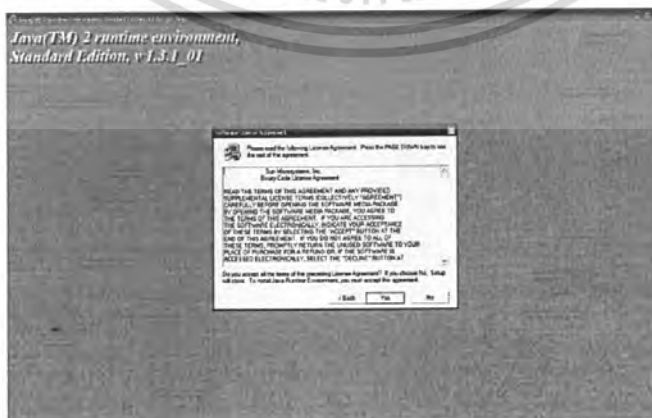 Java(TM) 2 runtime environment,
Standard Edition, v 1.3.1_01
Software License Agreement
Please read the following License Agreement. Press the PAGE DOWN key to see
the rest of the agreement.
Sun Microsystems, Inc.
Binary Code License Agreement
READ THE TERMS OF THIS AGREEMENT AND ANY PROVIDED
SUPPLEMENTAL LICENSE TERMS (COLLECTIVELY "AGREEMENT")
CAREFULLY BEFORE OPENING THE SOFTWARE MEDIA PACKAGE.
BY OPENING THE SOFTWARE MEDIA PACKAGE, YOU AGREE TO
THE TERMS OF THIS AGREEMENT. IF YOU ARE ACCESSING
THE SOFTWARE ELECTRONICALLY, INDICATE YOUR ACCEPTANCE
OF THESE TERMS BY SELECTING THE "ACCEPT" BUTTON AT THE
END OF THIS AGREEMENT. IF YOU DO NOT AGREE TO ALL OF
THESE TERMS, PROMPTLY RETURN THE UNUSED SOFTWARE TO YOUR
PLACE OF PURCHASE FOR A REFUND OR, IF THE SOFTWARE IS
ACCESSED ELECTRONICALLY, SELECT THE "DECLINE" BUTTON AT
Do you accept all the terms of the preceding License Agreement? If you choose No, Setup
will close. To install Java Runtime Environment, you must accept this agreement.
< Back Yes No